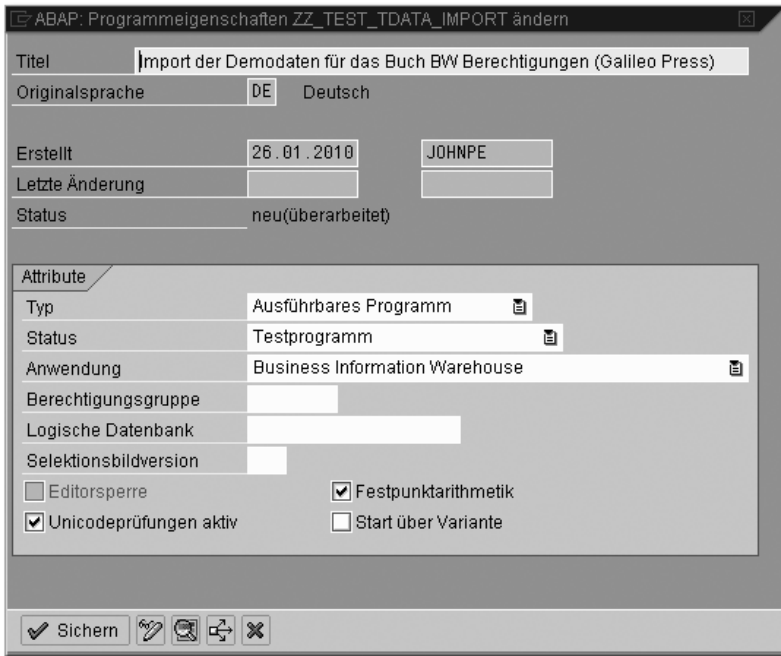 ABAP: Programmeigenschaften ZZ_TEST_TDATA_IMPORT ändern
Titel Import der Demodaten für das Buch BW Berechtigungen (Galileo Press)
Originalsprache DE Deutsch
Erstellt 26.01.2010 JOHNPE
Letzte Änderung
Status neu(überarbeitet)
Attribute
Typ Ausführbares Programm
Status Testprogramm
Anwendung Business Information Warehouse
Berechtigungsgruppe
Logische Datenbank
Selektionsbildversion
Editorsperre Festpunktarithmetik
Unicodeprüfungen aktiv Start über Variante
Sichern